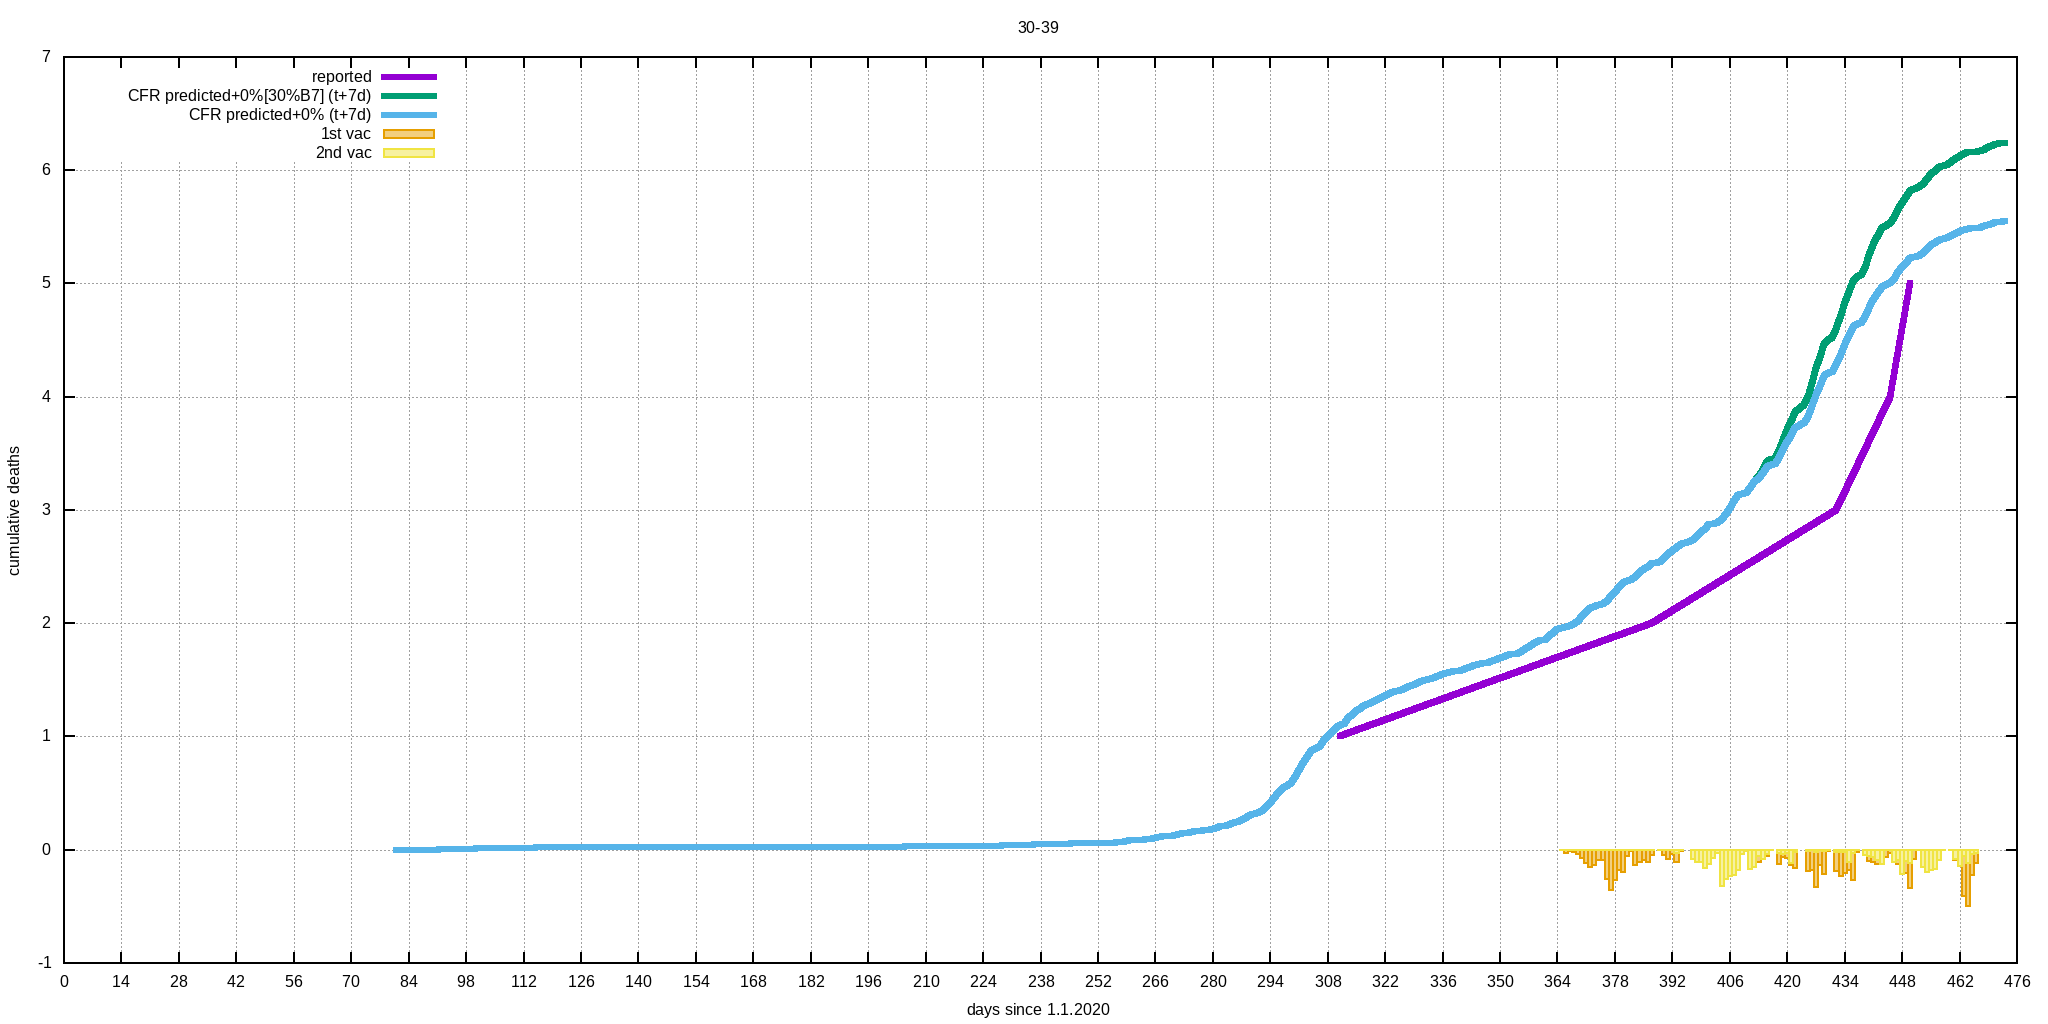 30-39
reported
CFR predicted+0%[30%B7] (t+7d)
CFR predicted+0% (t+7d)
1st vac
2nd vac
7
6
5
4
3
2
1
0
-1
cumulative deaths
0 14 28 42 56 70 84 98 112 126 140 154 168 182 196 210 224 238 252 266 280 294 308 322 336 350 364 378 392 406 420 434 448 462 476
days since 1.1.2020